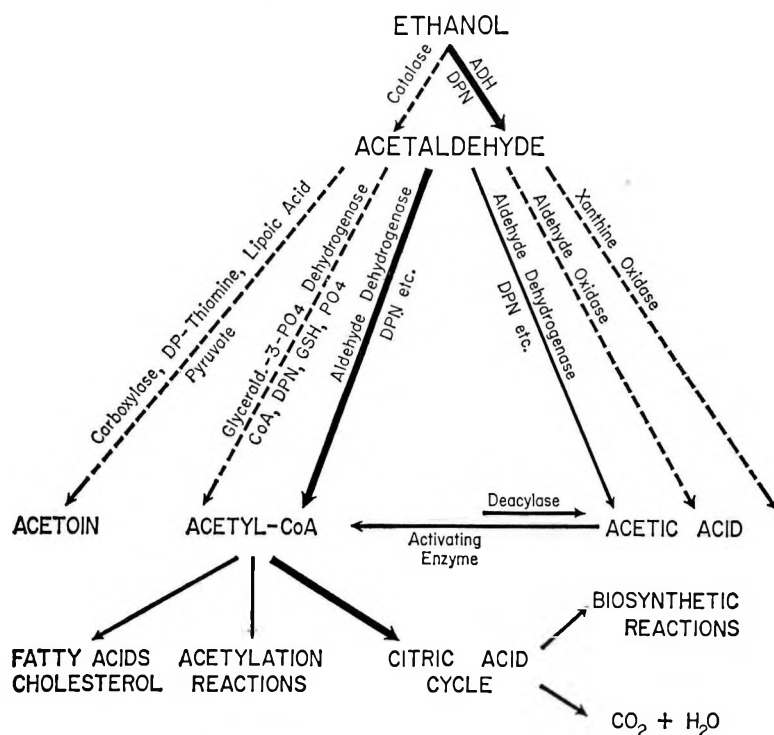 ETHANOL
Catalase
ADH
DPN
ACETALDEHYDE
Carboxylase, DP-Thiamine, Lipoic Acid
Pyruvate
Glycerald.-3-PO4 Dehydrogenase
CoA, DPN, GSH, PO4
Aldehyde Dehydrogenase
DPN etc.
Aldehyde Dehydrogenase
DPN etc.
Aldehyde Oxidase
Xanthine Oxidase
ACETOIN
ACETYL-CoA
Deacylase
Activating
Enzyme
ACETIC ACID
FATTY ACIDS
CHOLESTEROL
ACETYLATION
REACTIONS
CITRIC ACID
CYCLE
BIOSYNTHETIC
REACTIONS
CO₂ + H₂O